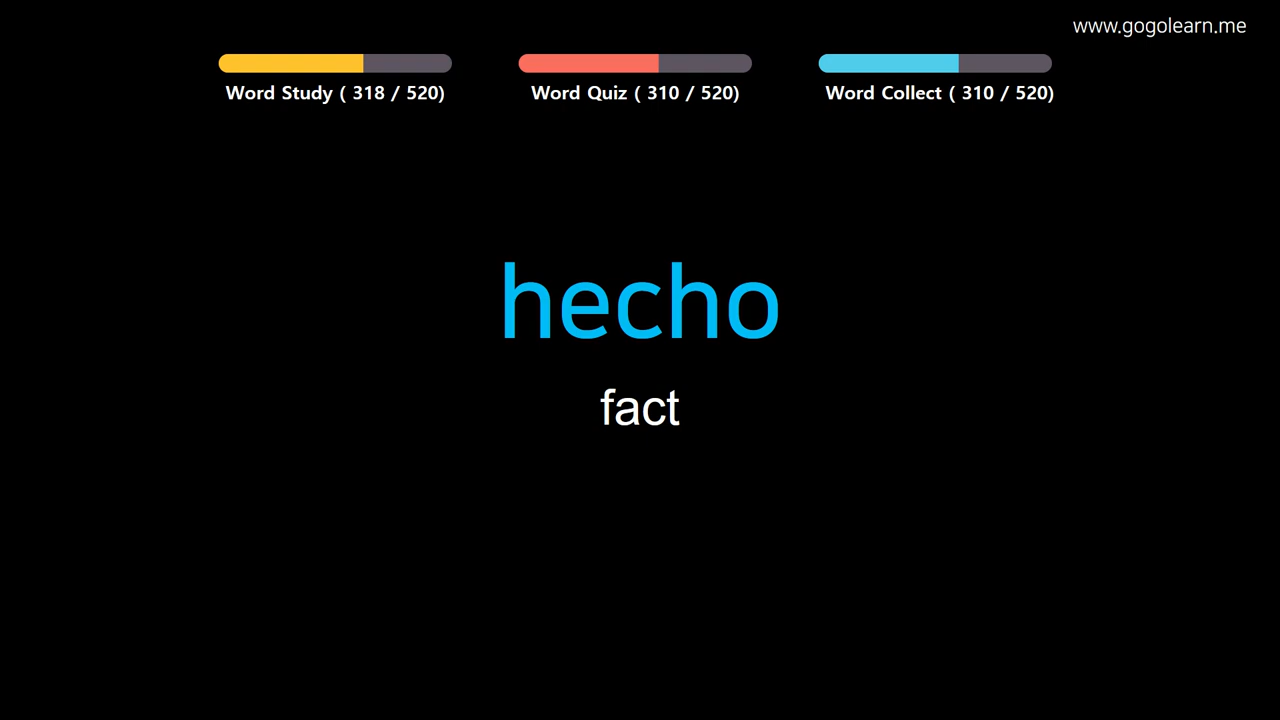 www.gogolearn.me
Word Study ( 318 / 520)
Word Quiz ( 310 / 520)
Word Collect ( 310 / 520)
hecho
fact